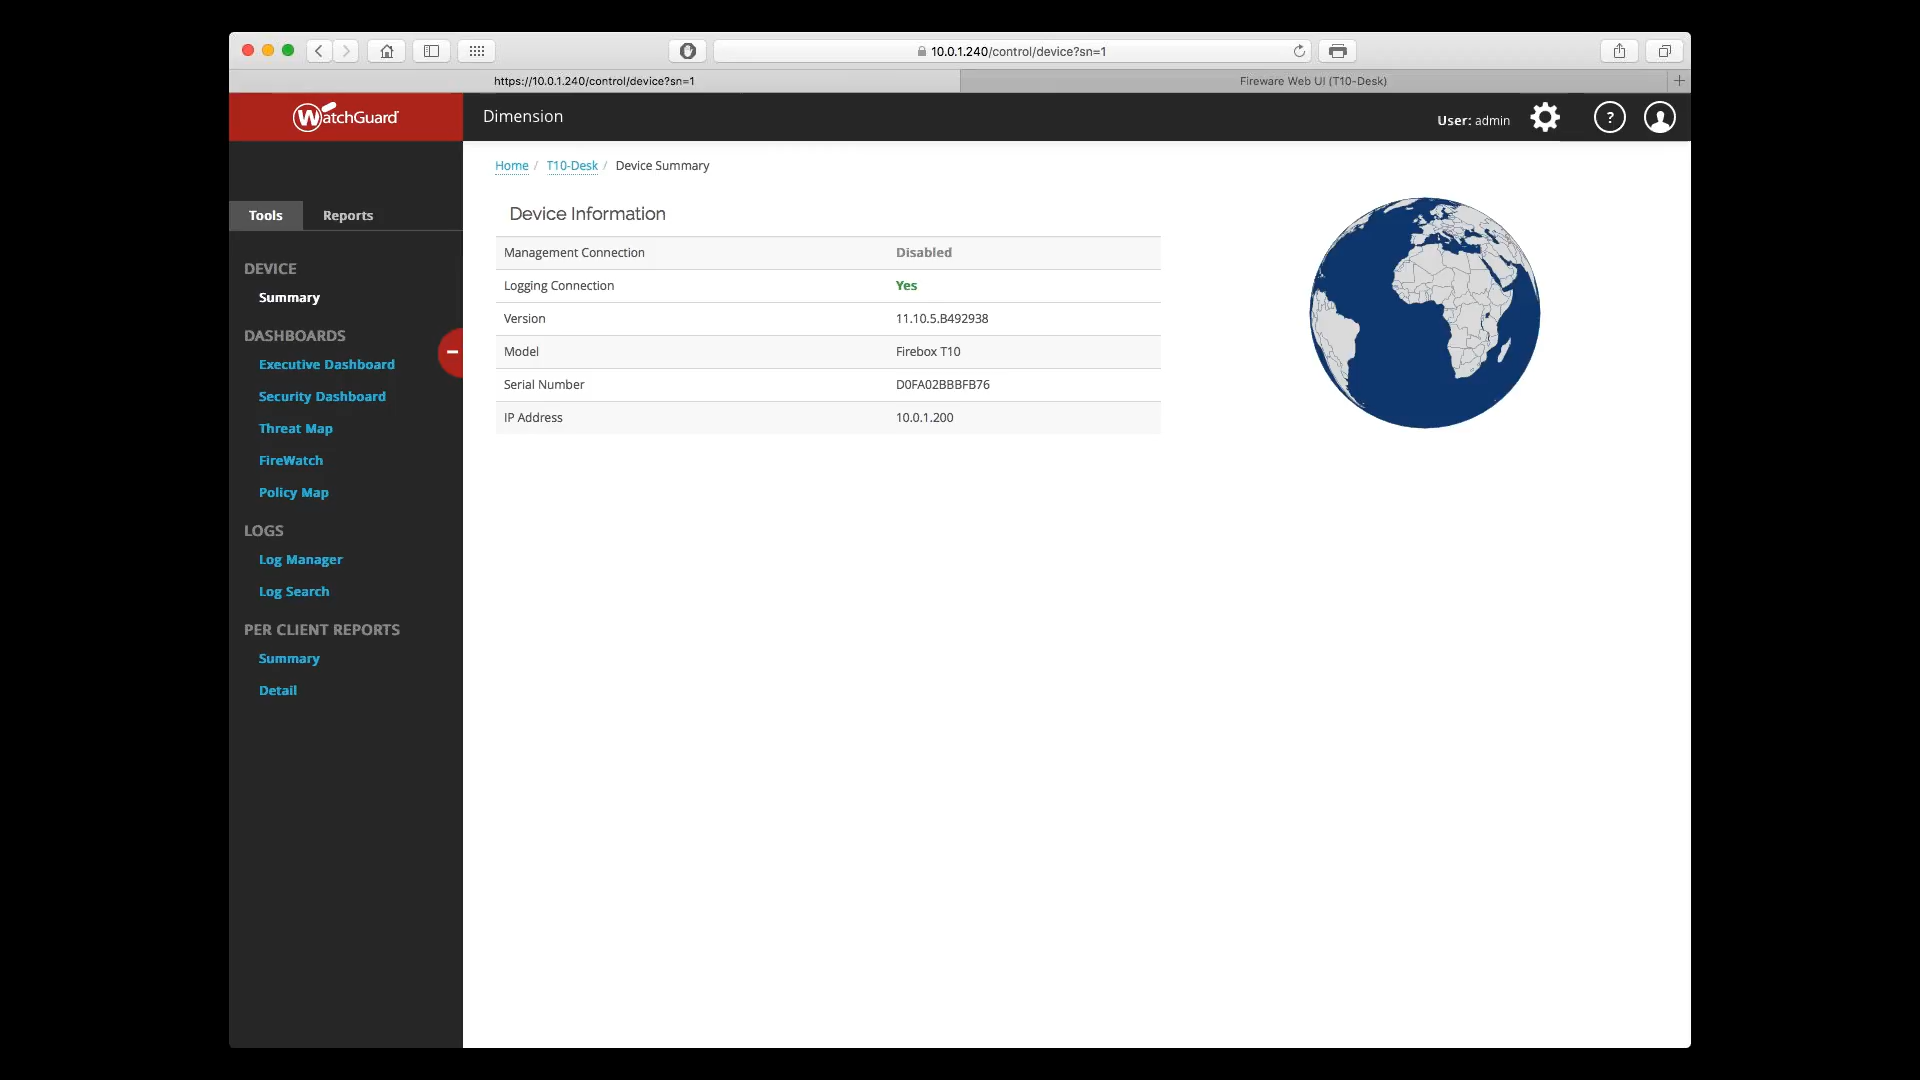 10.0.1.240/control/device?sn=1
https://10.0.1.240/control/device?sn=1
Fireware Web UI (T10-Desk)
WatchGuard
Dimension
User: admin
?
Home / T10-Desk / Device Summary
Tools
Reports
DEVICE
Summary
DASHBOARDS
Executive Dashboard
Security Dashboard
Threat Map
FireWatch
Policy Map
LOGS
Log Manager
Log Search
PER CLIENT REPORTS
Summary
Detail
Device Information
Management Connection Disabled
Logging Connection Yes
Version 11.10.5.B492938
Model Firebox T10
Serial Number D0FA02BBBFB76
IP Address 10.0.1.200